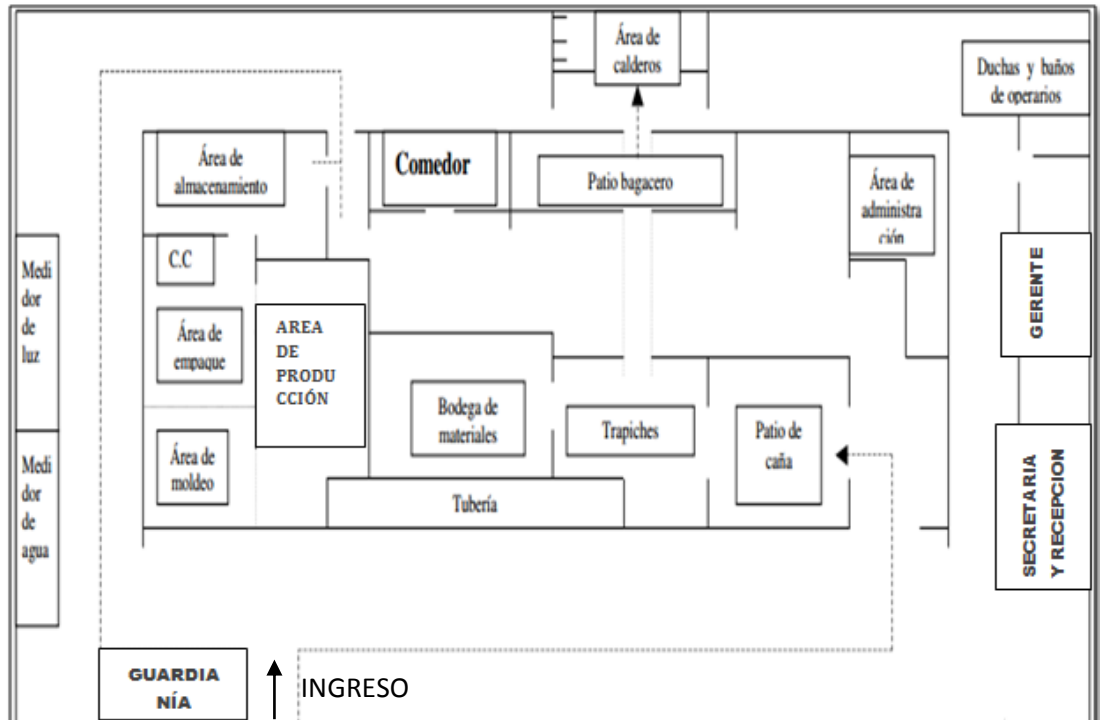 Área de
calderos
Duchas y baños
de operarios
Área de
almacenamiento
Comedor
Patio bagacero
Área de
administra
ción
C.C
Medi
dor
de
luz
GERENTE
Área de
empaque
AREA
DE
PRODU
CCIÓN
Bodega de
materiales
Trapiches
Patio de
caña
Área de
moldeo
Medi
dor
de
agua
Tubería
SECRETARIA
Y RECEPCION
GUARDIA
NÍA
INGRESO